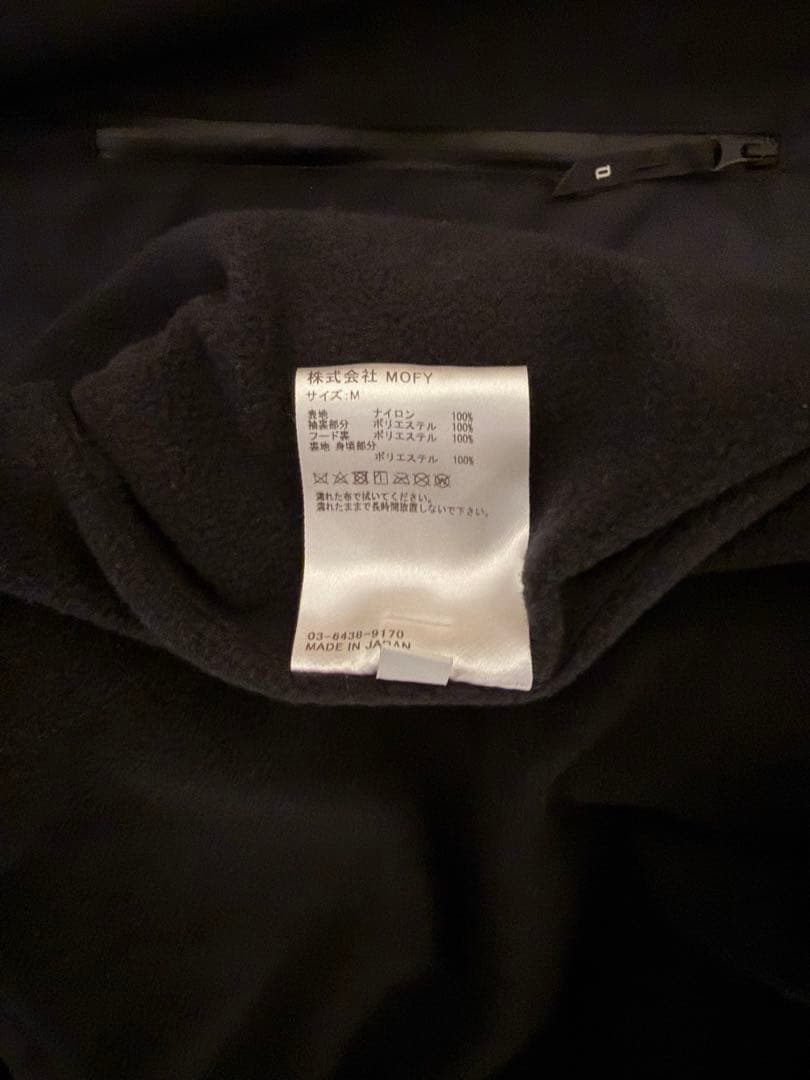 D
株式会社 MOFY
サイズ:M
表地 ナイロン 100%
袖裏部分 ポリエステル 100%
フード裏 ポリエステル 100%
裏地 身頃部分
ポリエステル 100%
濡れた布で拭いてください。
濡れたままで長時間放置しないで下さい。
03-6438-9170
MADE IN JAPAN